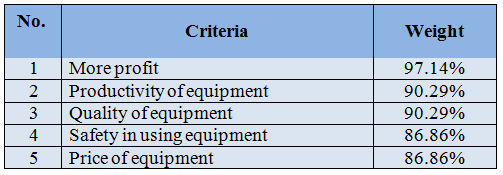 No. Criteria Weight
1 More profit 97.14%
2 Productivity of equipment 90.29%
3 Quality of equipment 90.29%
4 Safety in using equipment 86.86%
5 Price of equipment 86.86%